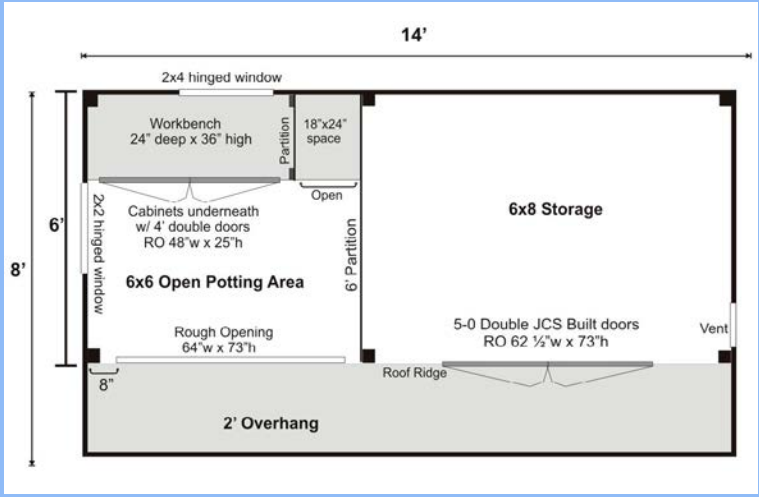 14’
2x4 hinged window
Workbench
24” deep x 36” high
Partition
18”x24”
space
Open
2x2 hinged window
Cabinets underneath
w/ 4’ double doors
RO 48”w x 25”h
6’
8’
6x6 Open Potting Area
6’ Partition
6x8 Storage
Rough Opening
64”w x 73”h
5-0 Double JCS Built doors
RO 62 ½”w x 73”h
Vent
8”
Roof Ridge
2’ Overhang